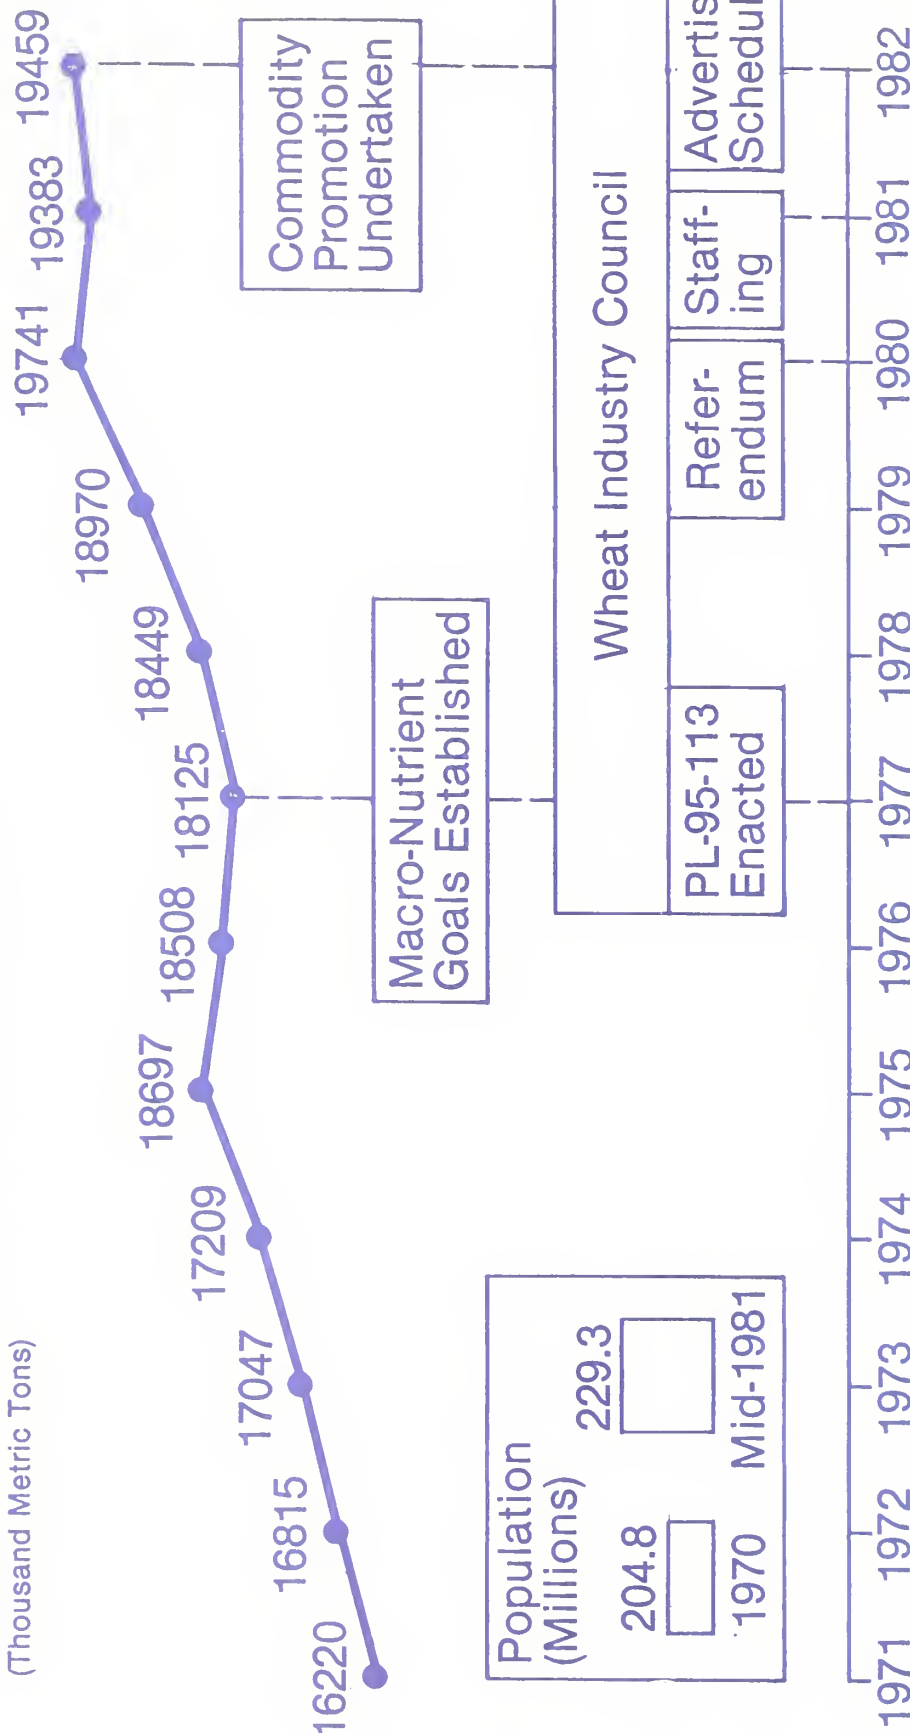 (Thousand Metric Tons)
16220
16815
17047
17209
18697
18508
18125
18449
18970
19741
19383
19459
Commodity
Promotion
Undertaken
Macro-Nutrient
Goals Established
Wheat Industry Council
PL-95-113
Enacted
Refer-
endum
Staff-
ing
Advertis
Schedul
Population
(Millions)
204.8
229.3
1970
Mid-1981
1971
1972
1973
1974
1975
1976
1977
1978
1979
1980
1981
1982